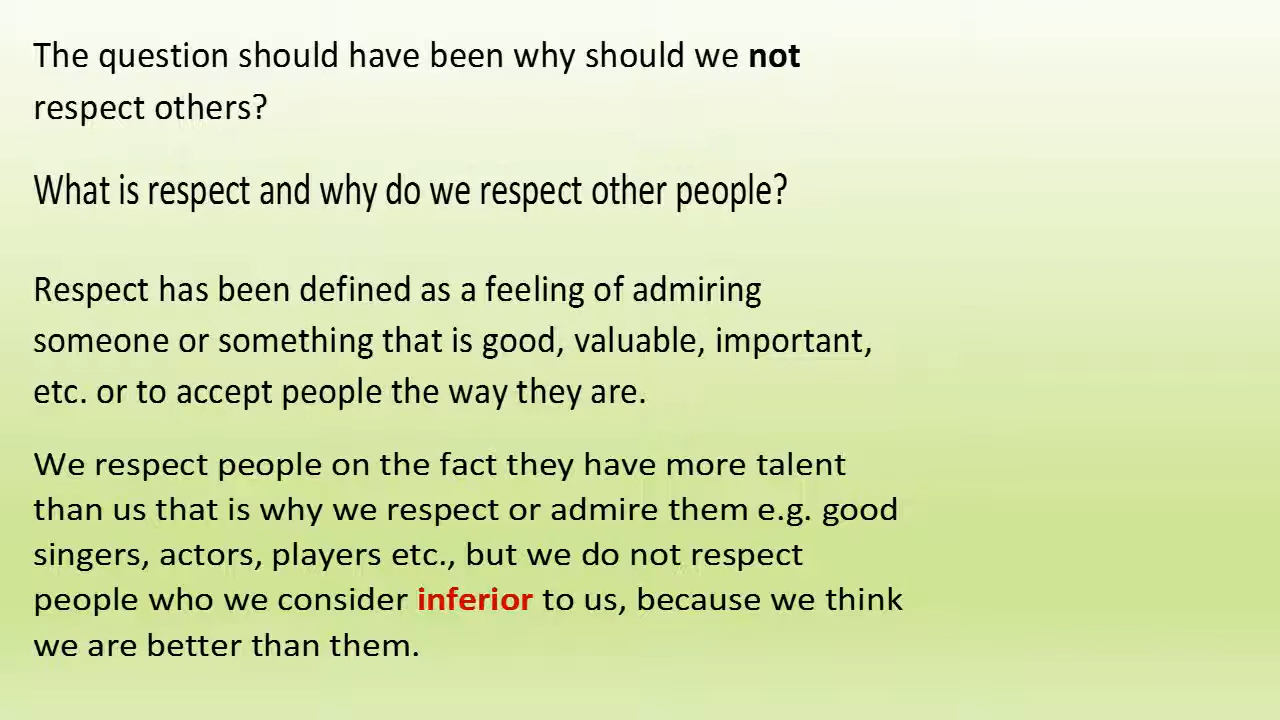 The question should have been why should we not
respect others?
What is respect and why do we respect other people?
Respect has been defined as a feeling of admiring
someone or something that is good, valuable, important,
etc. or to accept people the way they are.
We respect people on the fact they have more talent
than us that is why we respect or admire them e.g. good
singers, actors, players etc., but we do not respect
people who we consider inferior to us, because we think
we are better than them.